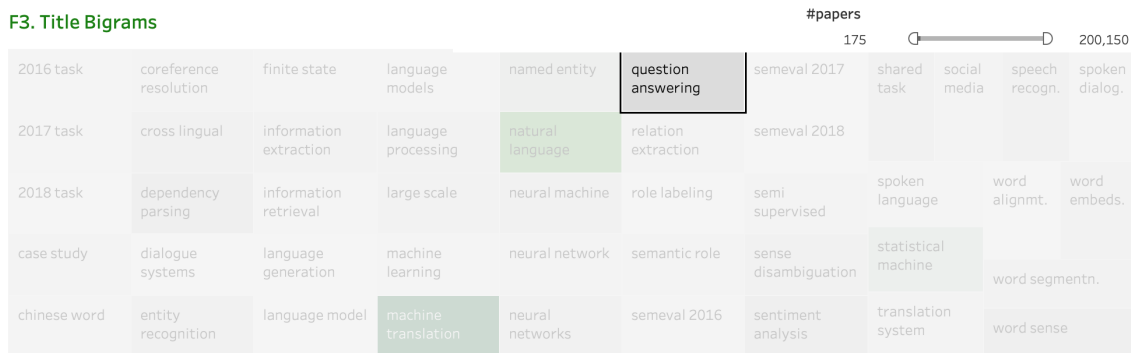 F3. Title Bigrams
#papers
175
200,150
2016 task
coreference
resolution
finite state
language
models
named entity
question
answering
semeval 2017
shared
task
social
media
speech
recogn.
spoken
dialog.
2017 task
cross lingual
information
extraction
language
processing
natural
language
relation
extraction
semeval 2018
2018 task
dependency
parsing
information
retrieval
large scale
neural machine
role labeling
semi
supervised
spoken
language
word
alignmt.
word
embeds.
case study
dialogue
systems
language
generation
machine
learning
neural network
semantic role
sense
disambiguation
statistical
machine
word segmentn.
chinese word
entity
recognition
language model
machine
translation
neural
networks
semeval 2016
sentiment
analysis
translation
system
word sense